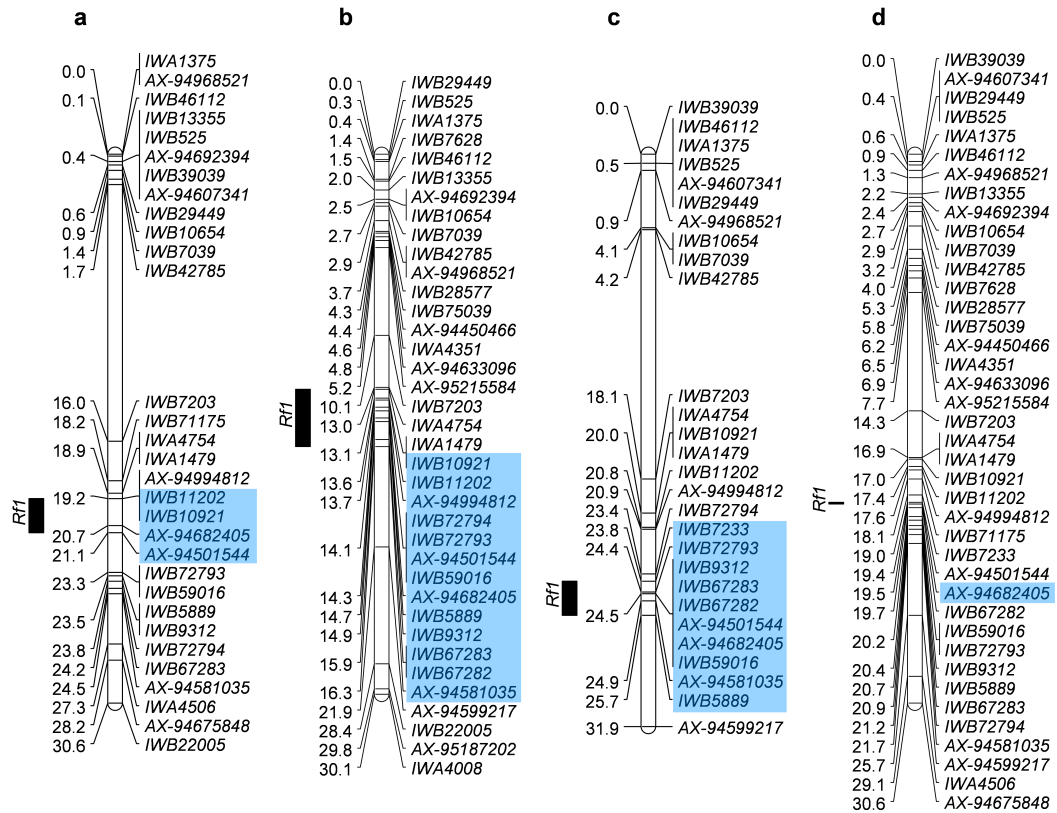 a
0.0
0.1
0.4
0.6
0.9
1.4
1.7
16.0
18.2
18.9
19.2
20.7
21.1
23.3
23.5
23.8
24.2
24.5
27.3
28.2
30.6
IWA1375
AX-94968521
IWB46112
IWB13355
IWB525
AX-94692394
IWB39039
AX-94607341
IWB29449
IWB10654
IWB7039
IWB42785
IWB7203
IWB71175
IWA4754
IWA1479
AX-94994812
IWB11202
IWB10921
AX-94682405
AX-94501544
IWB72793
IWB59016
IWB5889
IWB9312
IWB72794
IWB67283
AX-94581035
IWA4506
AX-94675848
IWB22005
Rf1
b
0.0
0.3
0.4
1.4
1.5
2.0
2.5
2.7
2.9
3.7
4.3
4.4
4.6
4.8
5.2
10.1
13.0
13.1
13.6
13.7
14.1
14.3
14.7
14.9
15.9
16.3
21.9
28.4
29.8
30.1
IWB29449
IWB525
IWA1375
IWB7628
IWB46112
IWB13355
AX-94692394
IWB10654
IWB7039
IWB42785
AX-94968521
IWB28577
IWB75039
AX-94450466
IWA4351
AX-94633096
AX-95215584
IWB7203
IWA4754
IWA1479
IWB10921
IWB11202
AX-94994812
IWB72794
IWB72793
AX-94501544
IWB59016
AX-94682405
IWB5889
IWB9312
IWB67283
IWB67282
AX-94581035
AX-94599217
IWB22005
AX-95187202
IWA4008
Rf1
c
0.0
0.5
0.9
4.1
4.2
18.1
20.0
20.8
20.9
23.4
23.8
24.4
24.5
24.9
25.7
31.9
IWB39039
IWB46112
IWA1375
IWB525
AX-94607341
IWB29449
AX-94968521
IWB10654
IWB7039
IWB42785
IWB7203
IWA4754
IWB10921
IWA1479
IWB11202
AX-94994812
IWB72794
IWB7233
IWB72793
IWB9312
IWB67283
IWB67282
AX-94501544
AX-94682405
IWB59016
AX-94581035
IWB5889
AX-94599217
Rf1
d
0.0
0.4
0.6
0.9
1.3
2.2
2.4
2.7
2.9
3.2
4.0
5.3
5.8
6.2
6.5
6.9
7.7
14.3
16.9
17.0
17.4
17.6
18.1
19.0
19.4
19.5
19.7
20.2
20.4
20.7
20.9
21.2
21.7
25.7
29.1
30.6
IWB39039
AX-94607341
IWB29449
IWB525
IWA1375
IWB46112
AX-94968521
IWB13355
AX-94692394
IWB10654
IWB7039
IWB42785
IWB7628
IWB28577
IWB75039
AX-94450466
IWA4351
AX-94633096
AX-95215584
IWB7203
IWA4754
IWA1479
IWB10921
IWB11202
AX-94994812
IWB71175
IWB7233
AX-94501544
AX-94682405
IWB67282
IWB59016
IWB72793
IWB9312
IWB5889
IWB67283
IWB72794
AX-94581035
AX-94599217
IWA4506
AX-94675848
Rf1